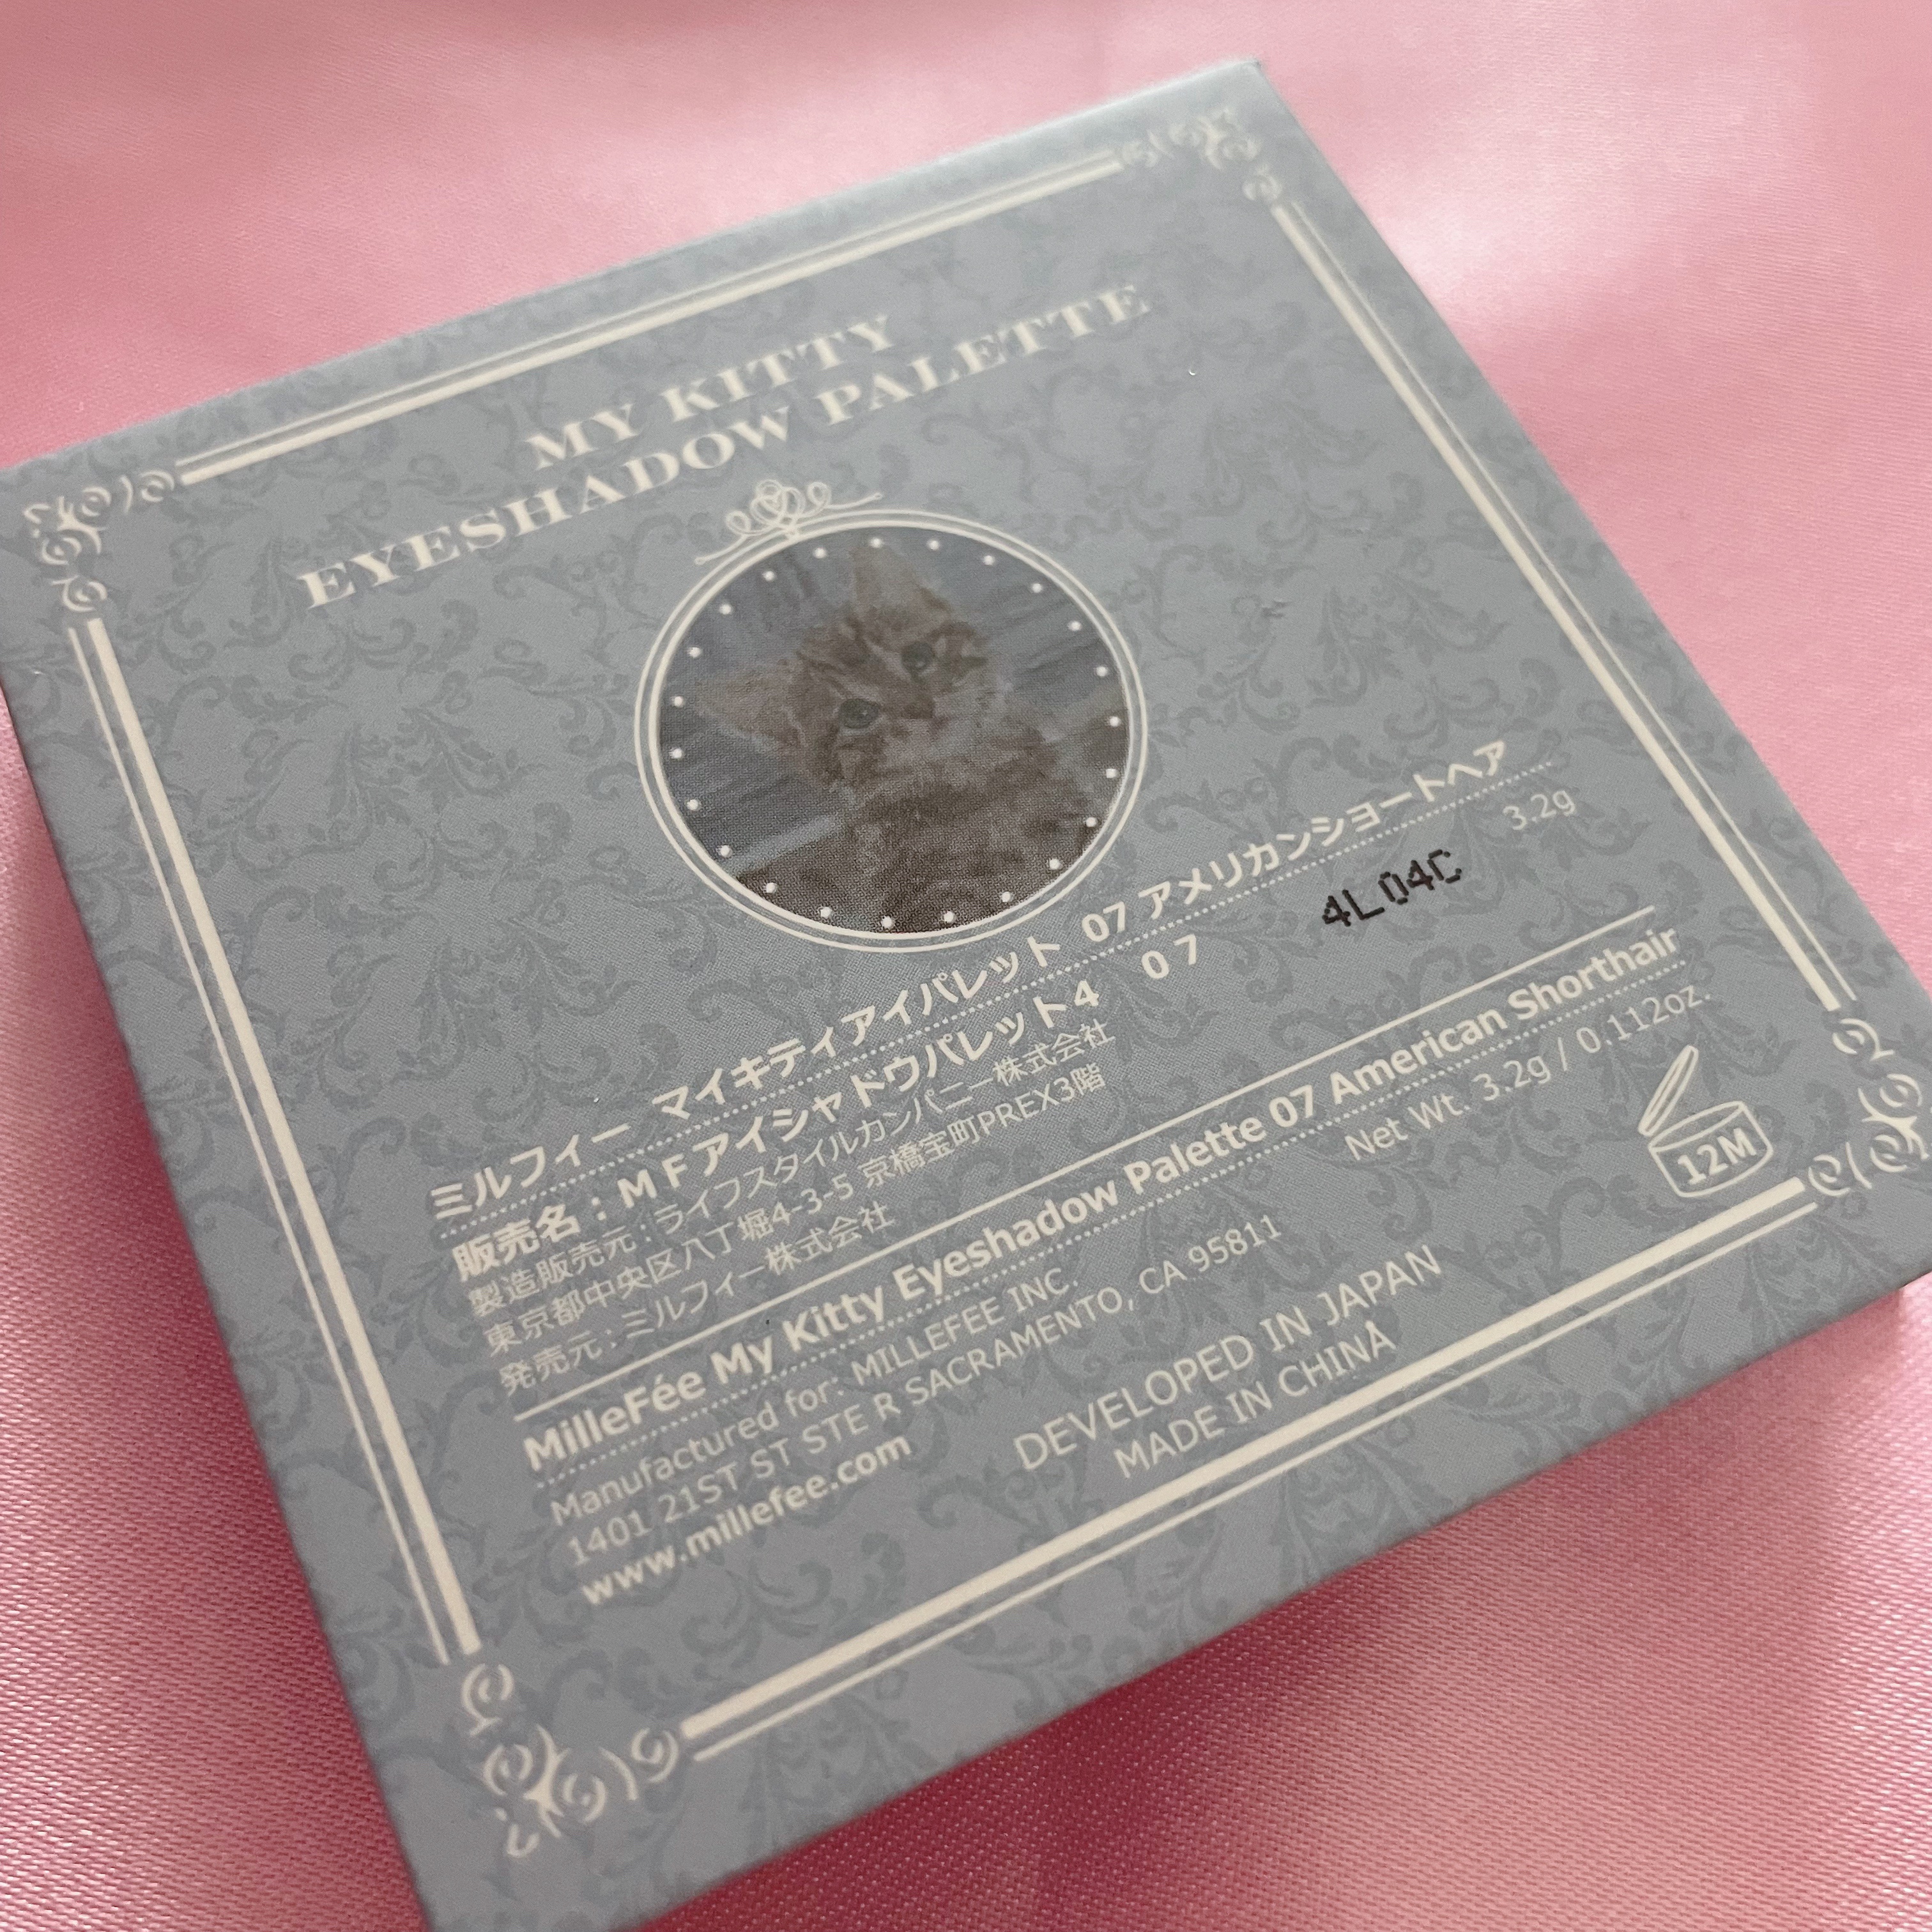 MY KITTY
EYESHADOW PALETTE
ミルフィー　マイキティアイパレット 07 アメリカンショートヘア
販売名：ＭＦアイシャドウパレット４　０７
3.2g
製造販売元：ライフスタイルカンパニー株式会社
4L04C
東京都中央区八丁堀4-3-5 京橋宝町PREX3階
発売元：ミルフィー株式会社
MilleFée My Kitty Eyeshadow Palette 07 American Shorthair
Manufactured for: MILLEFEE INC.
Net Wt. 3.2g / 0.112oz.
1401 21ST ST STE R SACRAMENTO, CA 95811
www.millefee.com
12M
DEVELOPED IN JAPAN
MADE IN CHINA